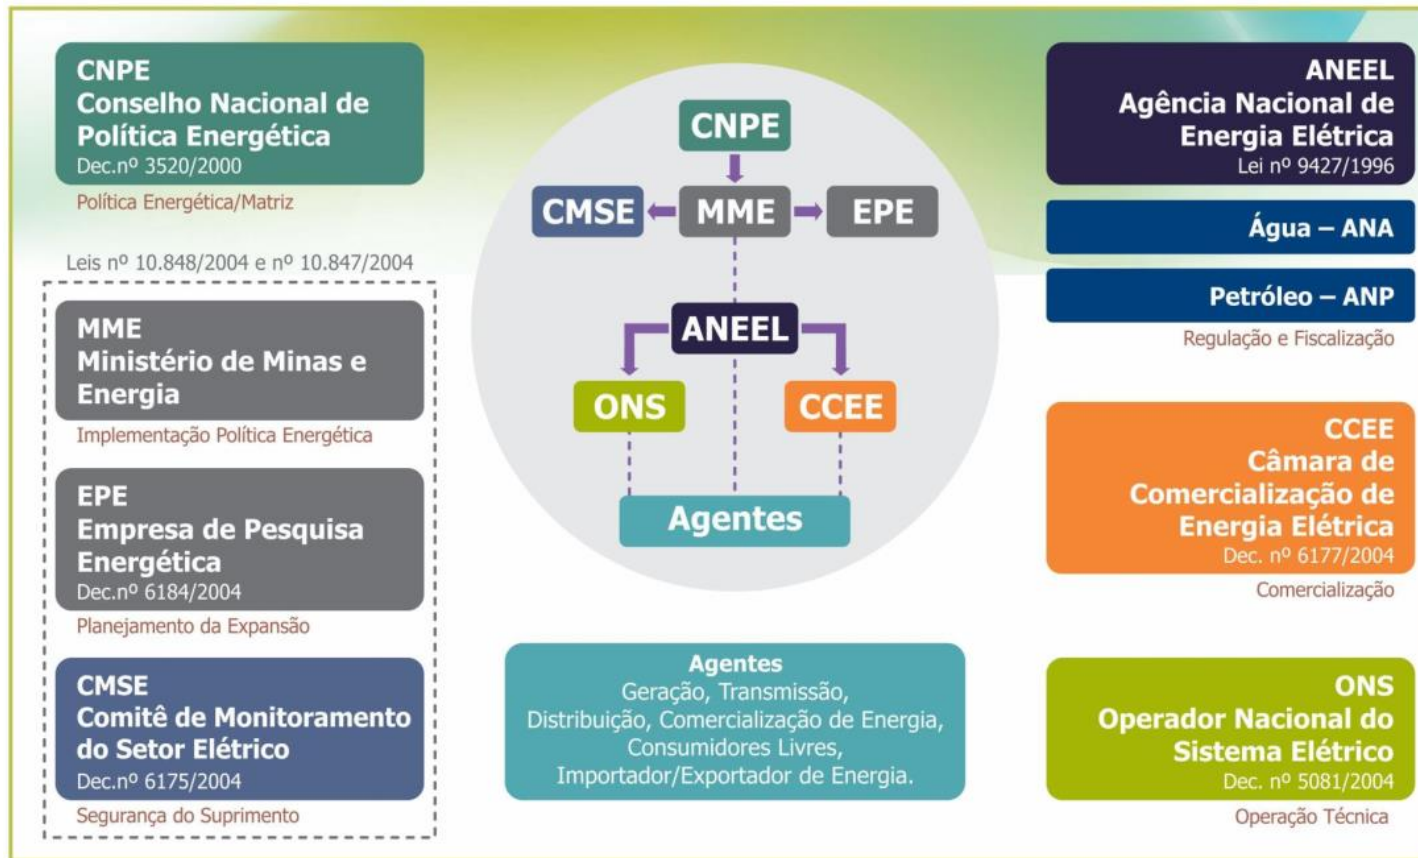 CNPE
Conselho Nacional de
Política Energética
Dec.nº 3520/2000
Política Energética/Matriz
Leis nº 10.848/2004 e nº 10.847/2004
MME
Ministério de Minas e
Energia
Implementação Política Energética
EPE
Empresa de Pesquisa
Energética
Dec.nº 6184/2004
Planejamento da Expansão
CMSE
Comitê de Monitoramento
do Setor Elétrico
Dec.nº 6175/2004
Segurança do Suprimento
CNPE
CMSE
MME
EPE
ANEEL
ONS
CCEE
Agentes
Agentes
Geração, Transmissão,
Distribuição, Comercialização de Energia,
Consumidores Livres,
Importador/Exportador de Energia.
ANEEL
Agência Nacional de
Energia Elétrica
Lei nº 9427/1996
Água – ANA
Petróleo – ANP
Regulação e Fiscalização
CCEE
Câmara de
Comercialização de
Energia Elétrica
Dec. nº 6177/2004
Comercialização
ONS
Operador Nacional do
Sistema Elétrico
Dec. nº 5081/2004
Operação Técnica